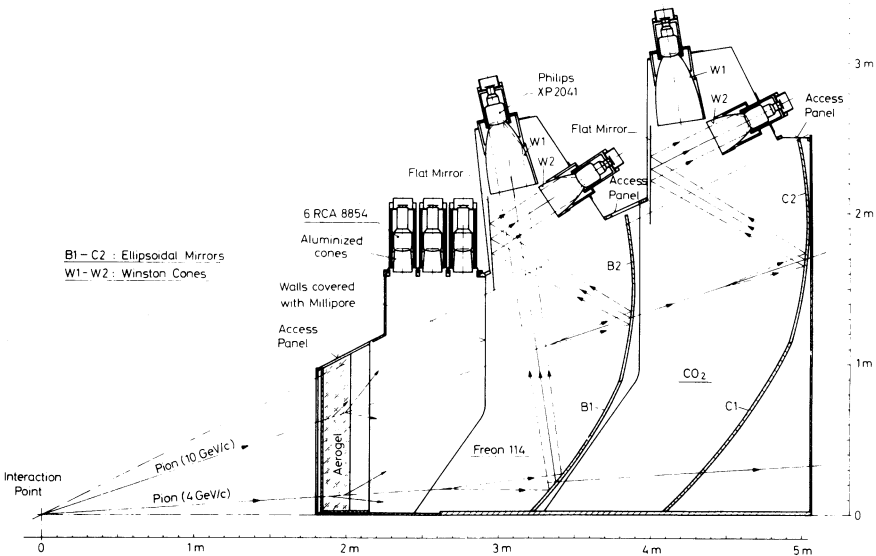 3 m
Philips
XP 2041
W1
W2
Access
Panel
W1
W2
Flat Mirror
Flat Mirror
Access
Panel
C2
6 RCA 8854
Aluminized
cones
2 m
B1 - C2 : Ellipsoidal Mirrors
W1 - W2 : Winston Cones
B2
Walls covered
with Millipore
Access
Panel
1 m
CO2
B1
C1
Aerogel
Freon 114
Pion (10 GeV/c)
Interaction
Point
Pion (4 GeV/c)
0
0
1 m
2 m
3 m
4 m
5 m